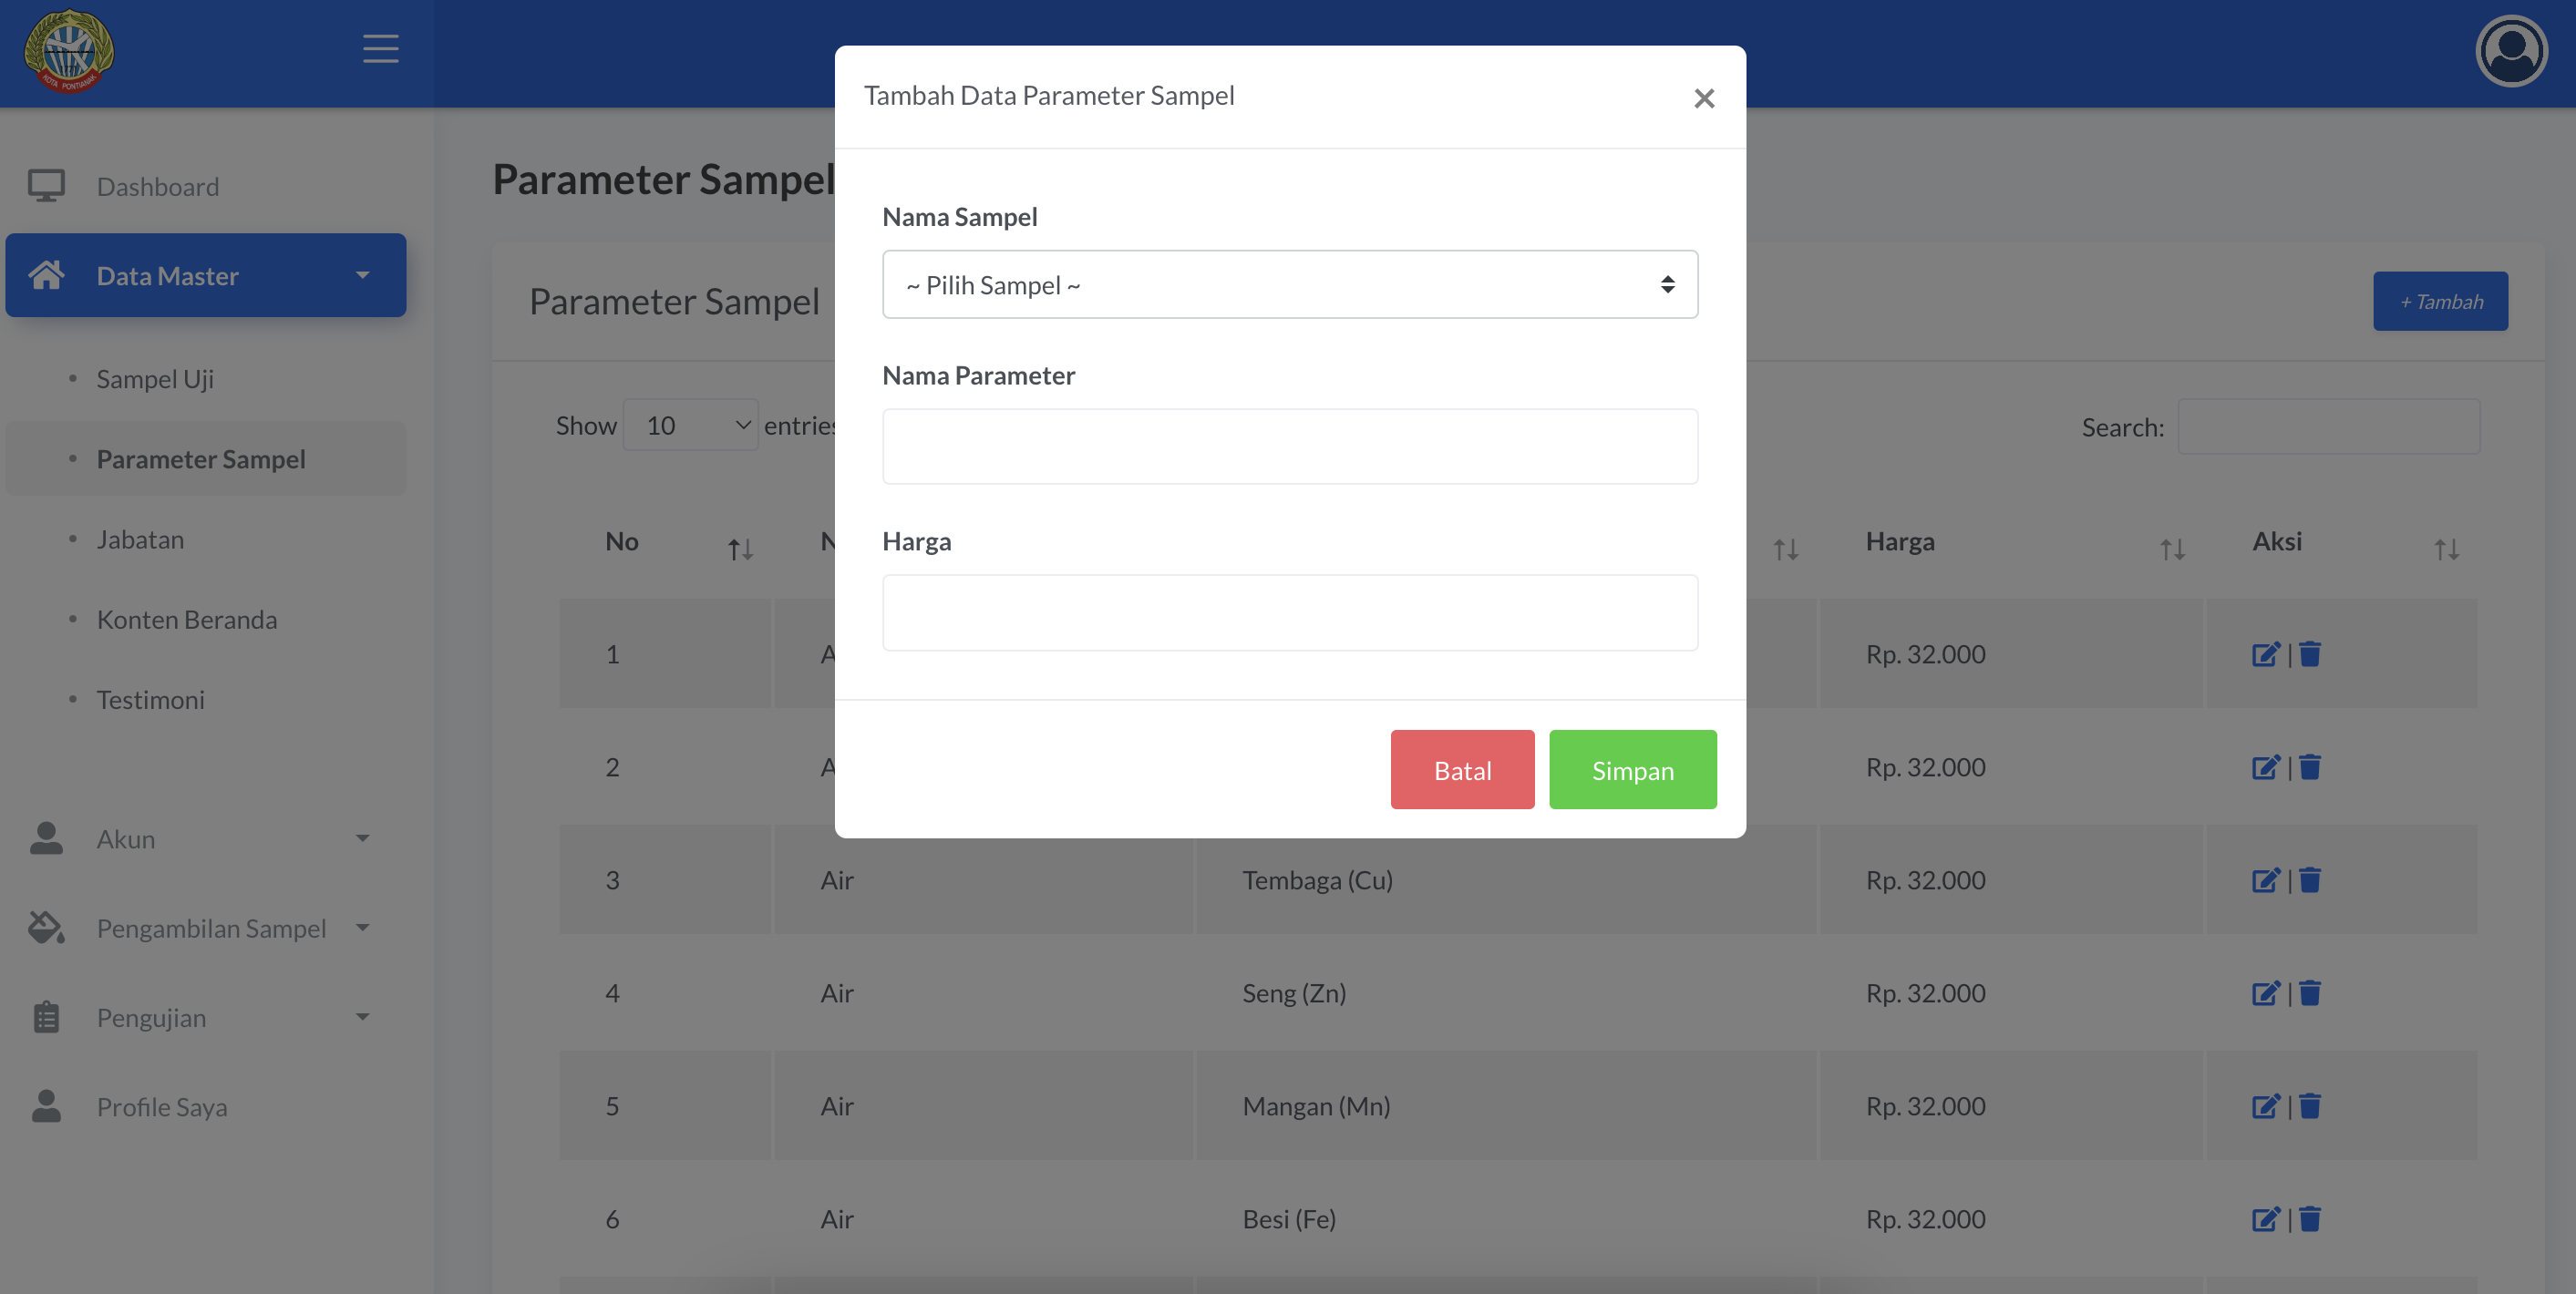 KOTA PONTIANAK
Dashboard
Data Master
Sampel Uji
Parameter Sampel
Jabatan
Konten Beranda
Testimoni
Akun
Pengambilan Sampel
Pengujian
Profile Saya
Parameter Sampel
Parameter Sampel
+ Tambah
Show 10 entries
Search:
No Harga Aksi
1 Rp. 32.000 |
2 Rp. 32.000 |
3 Air Tembaga (Cu) Rp. 32.000 |
4 Air Seng (Zn) Rp. 32.000 |
5 Air Mangan (Mn) Rp. 32.000 |
6 Air Besi (Fe) Rp. 32.000 |
Tambah Data Parameter Sampel ×
Nama Sampel
~ Pilih Sampel ~
Nama Parameter
Harga
Batal Simpan